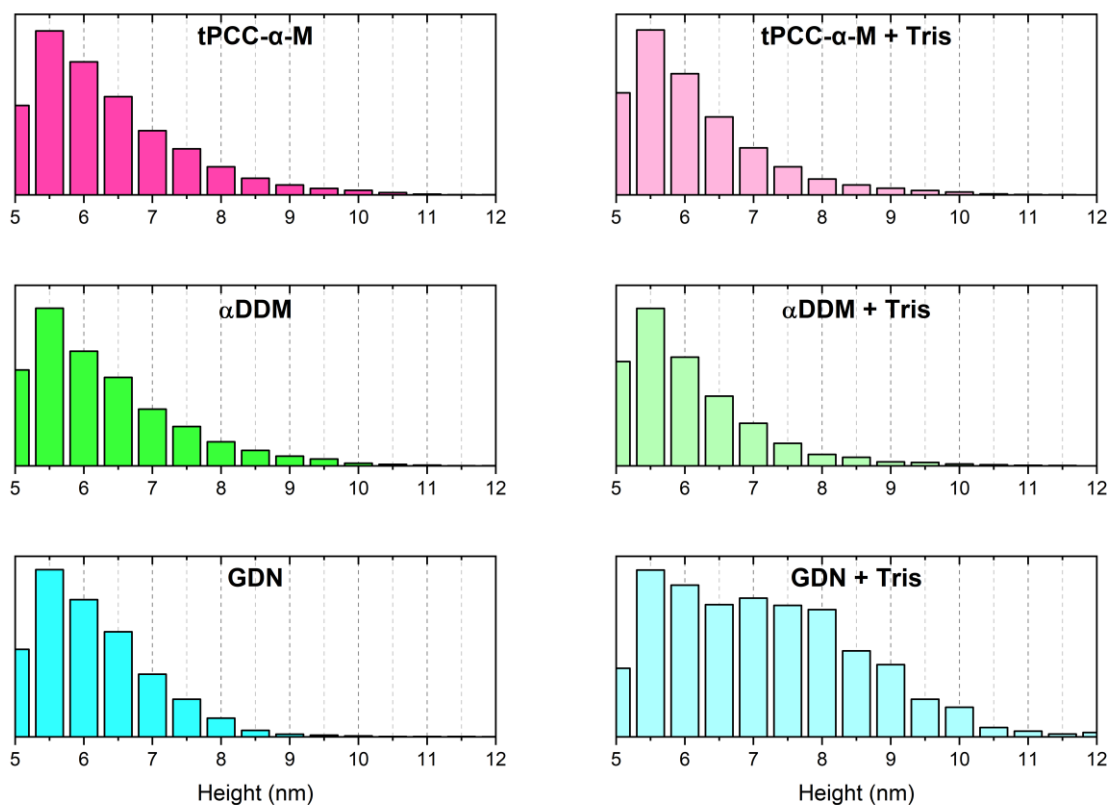 tPCC-α-M
5 6 7 8 9 10 11 12
tPCC-α-M + Tris
5 6 7 8 9 10 11 12
αDDM
5 6 7 8 9 10 11 12
αDDM + Tris
5 6 7 8 9 10 11 12
GDN
5 6 7 8 9 10 11 12
Height (nm)
GDN + Tris
5 6 7 8 9 10 11 12
Height (nm)